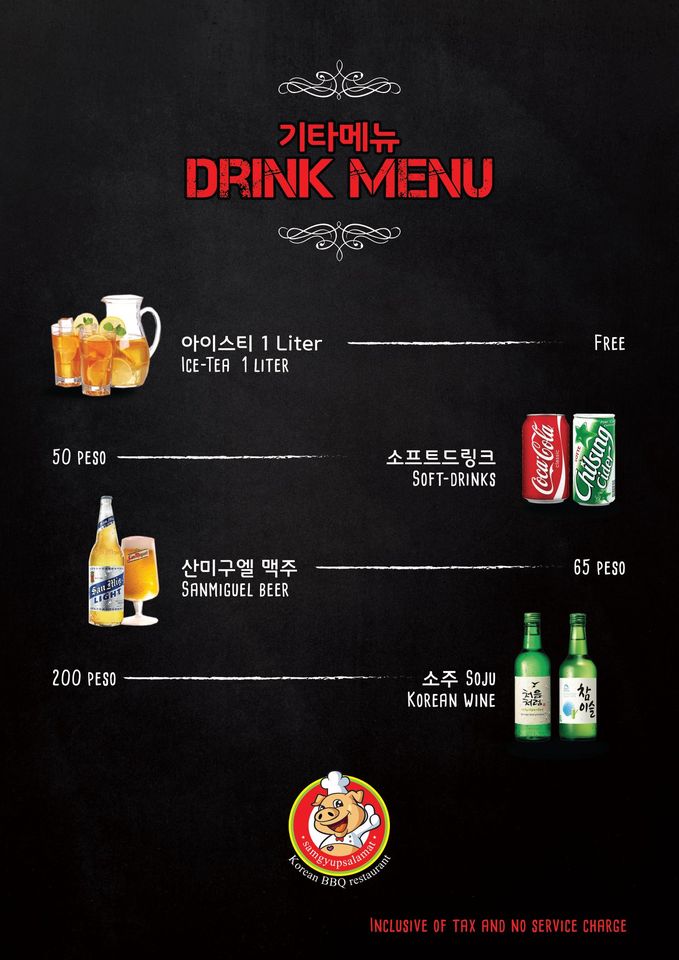 기타메뉴
DRINK MENU
아이스티 1 Liter
FREE
ICE-TEA 1 LITER
50 PESO
소프트드링크
SOFT-DRINKS
Coca-Cola
CLASSIC
LOTTE
Chilsung
Cider
산미구엘 맥주
65 PESO
SANMIGUEL BEER
San Mig
LIGHT
200 PESO
소주 SOJU
KOREAN WINE
처음
처럼
참
이슬
samgyupsalamat
Korean BBQ restaurant
INCLUSIVE OF TAX AND NO SERVICE CHARGE